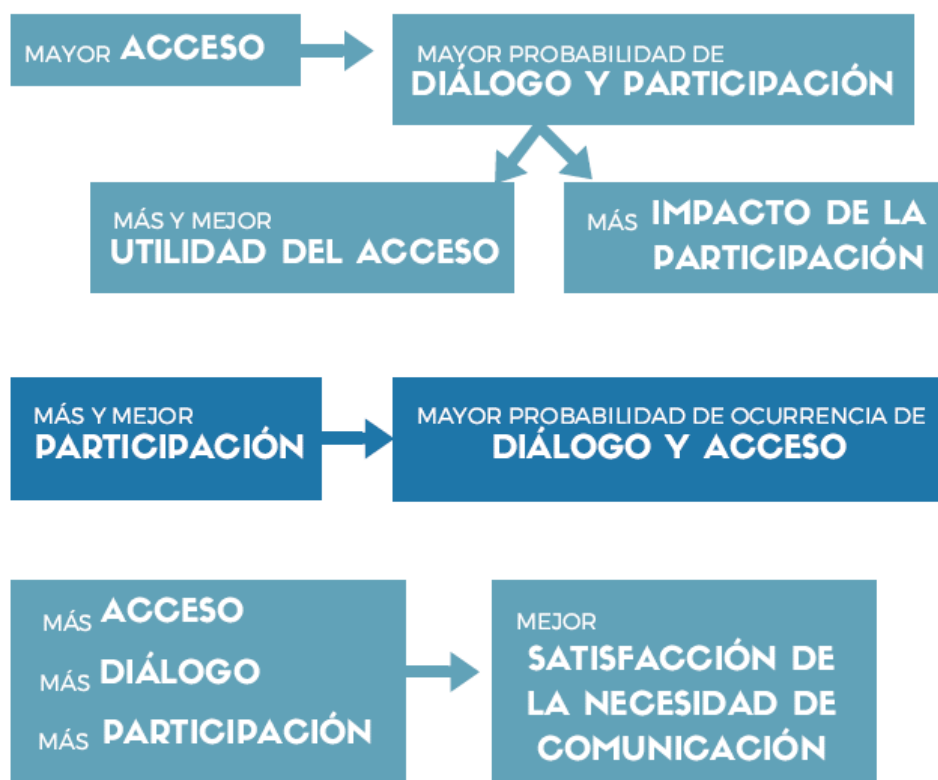 MAYOR ACCESO
MAYOR PROBABILIDAD DE
DIÁLOGO Y PARTICIPACIÓN
MÁS Y MEJOR
UTILIDAD DEL ACCESO
MÁS IMPACTO DE LA
PARTICIPACIÓN
MÁS Y MEJOR
PARTICIPACIÓN
MAYOR PROBABILIDAD DE OCURRENCIA DE
DIÁLOGO Y ACCESO
MÁS ACCESO
MÁS DIÁLOGO
MÁS PARTICIPACIÓN
MEJOR
SATISFACCIÓN DE
LA NECESIDAD DE
COMUNICACIÓN